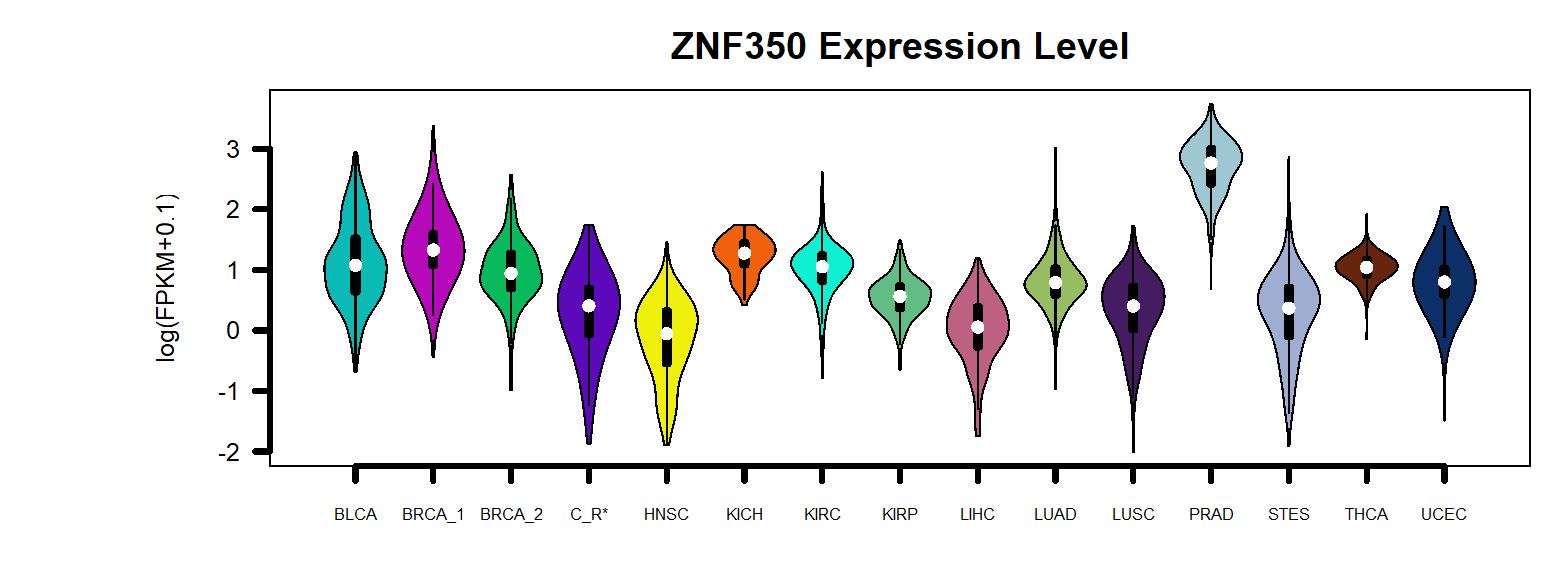 ZNF350 Expression Level
log(FPKM+0.1)
3
2
1
0
-1
-2
BLCA BRCA_1 BRCA_2 C_R* HNSC KICH KIRC KIRP LIHC LUAD LUSC PRAD STES THCA UCEC